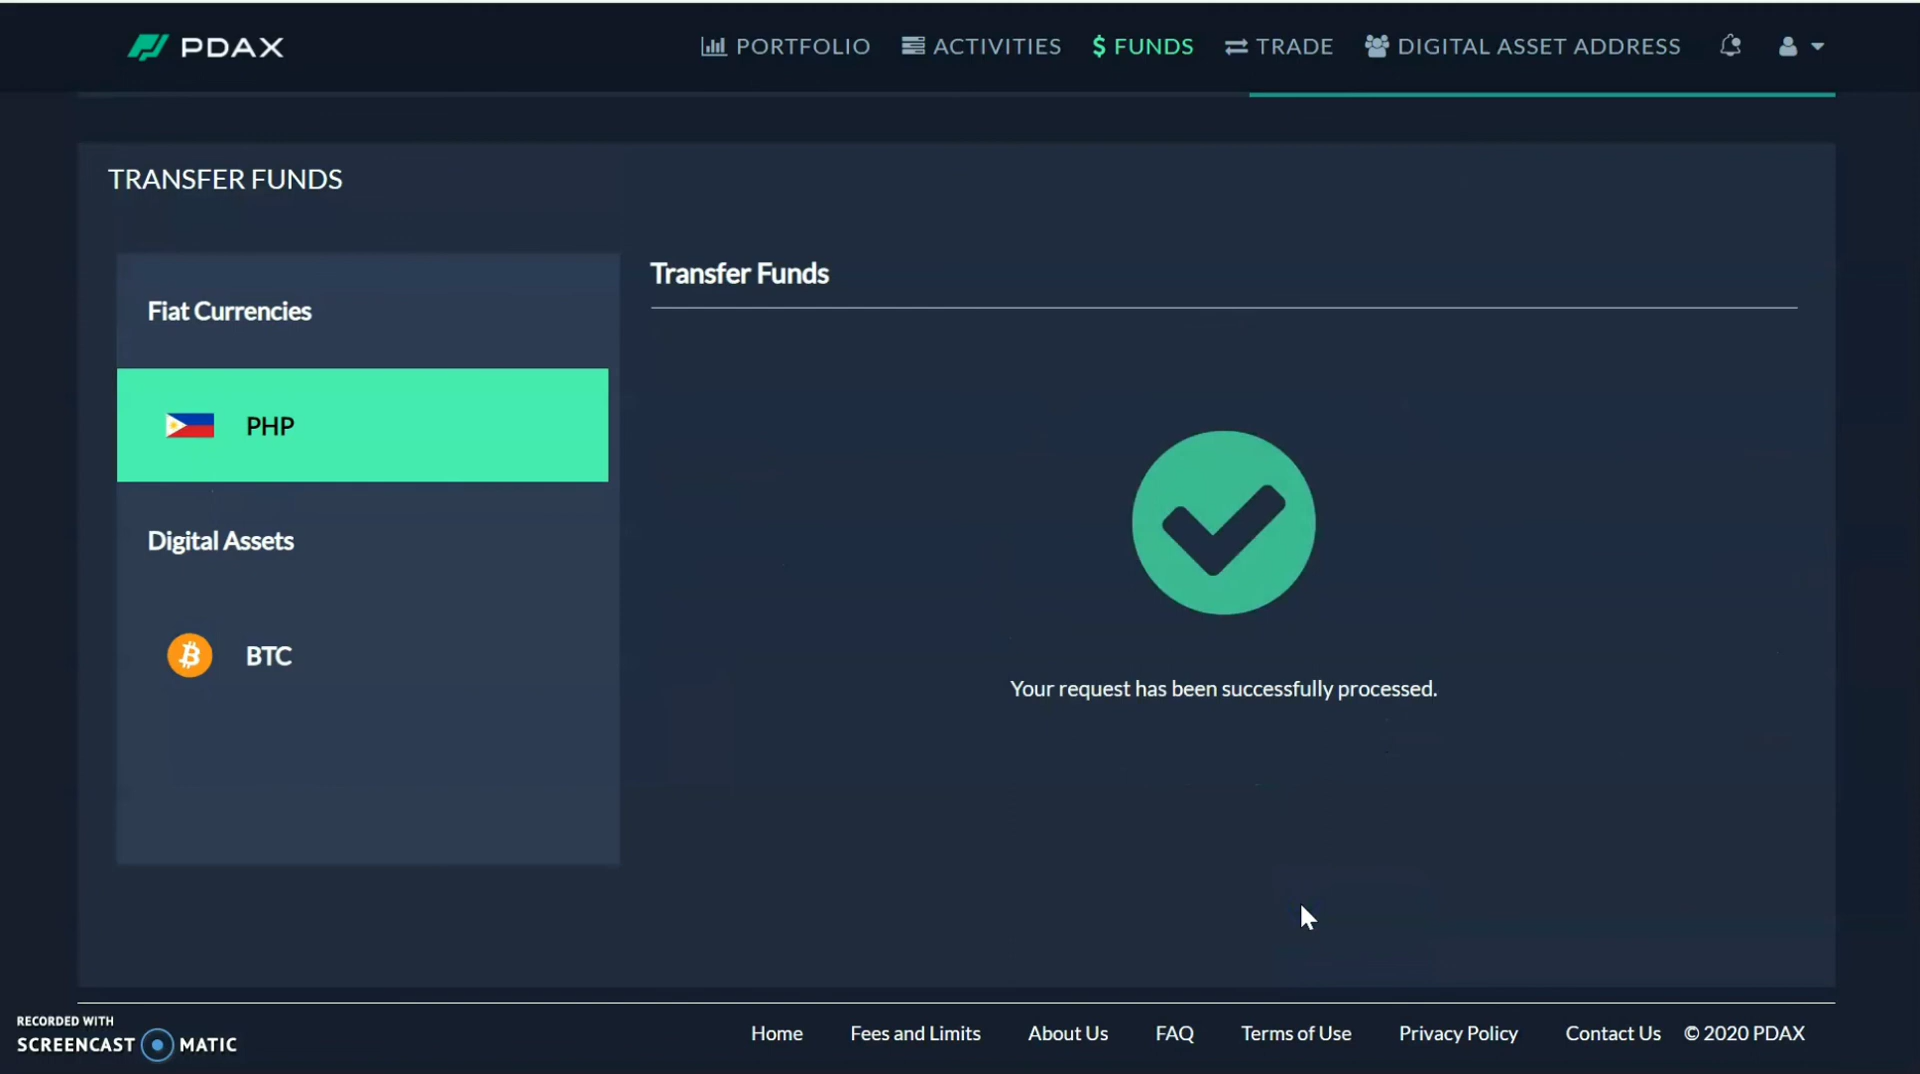 PDAX
PORTFOLIO ACTIVITIES $ FUNDS TRADE DIGITAL ASSET ADDRESS
TRANSFER FUNDS
Fiat Currencies
PHP
Digital Assets
BTC
Transfer Funds
Your request has been successfully processed.
RECORDED WITH
SCREENCAST MATIC
Home Fees and Limits About Us FAQ Terms of Use Privacy Policy Contact Us © 2020 PDAX